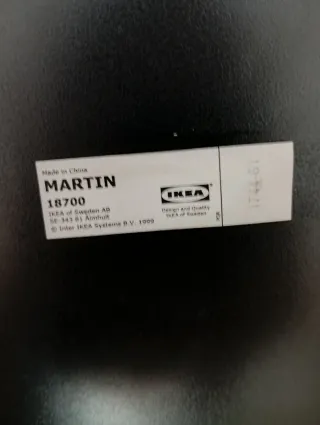 Made in China
MARTIN
18700
IKEA of Sweden AB
SE-343 81 Älmhult
© Inter IKEA Systems B.V. 1999
IKEA
Design and Quality
IKEA of Sweden